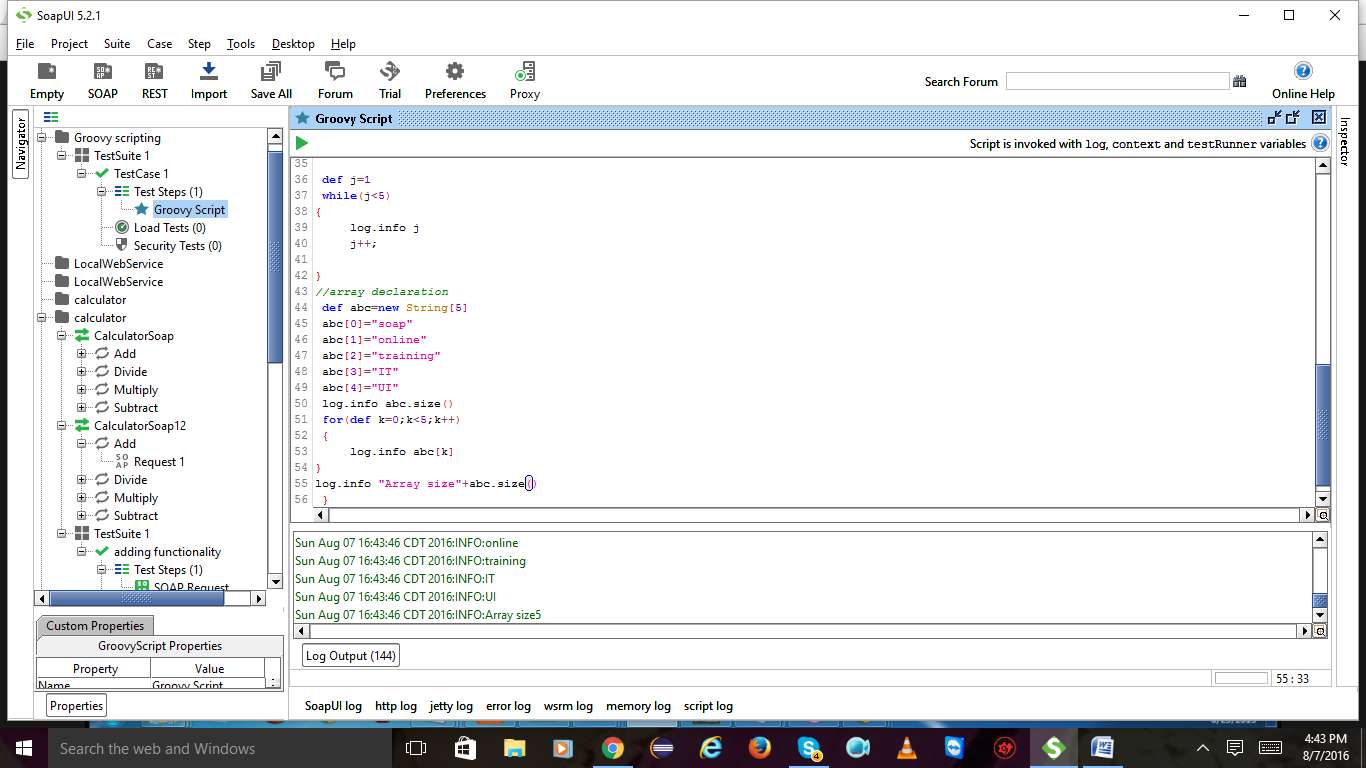 SoapUI 5.2.1
File Project Suite Case Step Tools Desktop Help
Empty SOAP REST Import Save All Forum Trial Preferences Proxy
Search Forum
Online Help
Navigator
Groovy scripting
TestSuite 1
TestCase 1
Test Steps (1)
Groovy Script
Load Tests (0)
Security Tests (0)
LocalWebService
LocalWebService
calculator
calculator
CalculatorSoap
Add
Divide
Multiply
Subtract
CalculatorSoap12
Add
Request 1
Divide
Multiply
Subtract
TestSuite 1
adding functionality
Test Steps (1)
SOAP Request
Custom Properties
GroovyScript Properties
Property Value
Name Groovy Script
Properties
Groovy Script
Script is invoked with log, context and testRunner variables
35
36 def j=1
37 while(j<5)
38 {
39 log.info j
40 j++;
41
42 }
43 //array declaration
44 def abc=new String[5]
45 abc[0]="soap"
46 abc[1]="online"
47 abc[2]="training"
48 abc[3]="IT"
49 abc[4]="UI"
50 log.info abc.size()
51 for(def k=0;k<5;k++)
52 {
53 log.info abc[k]
54 }
55 log.info "Array size"+abc.size()
56 }
Sun Aug 07 16:43:46 CDT 2016:INFO:online
Sun Aug 07 16:43:46 CDT 2016:INFO:training
Sun Aug 07 16:43:46 CDT 2016:INFO:IT
Sun Aug 07 16:43:46 CDT 2016:INFO:UI
Sun Aug 07 16:43:46 CDT 2016:INFO:Array size5
Log Output (144)
55 : 33
SoapUI log http log jetty log error log wsrm log memory log script log
Inspector
Search the web and Windows
4
4:43 PM
8/7/2016